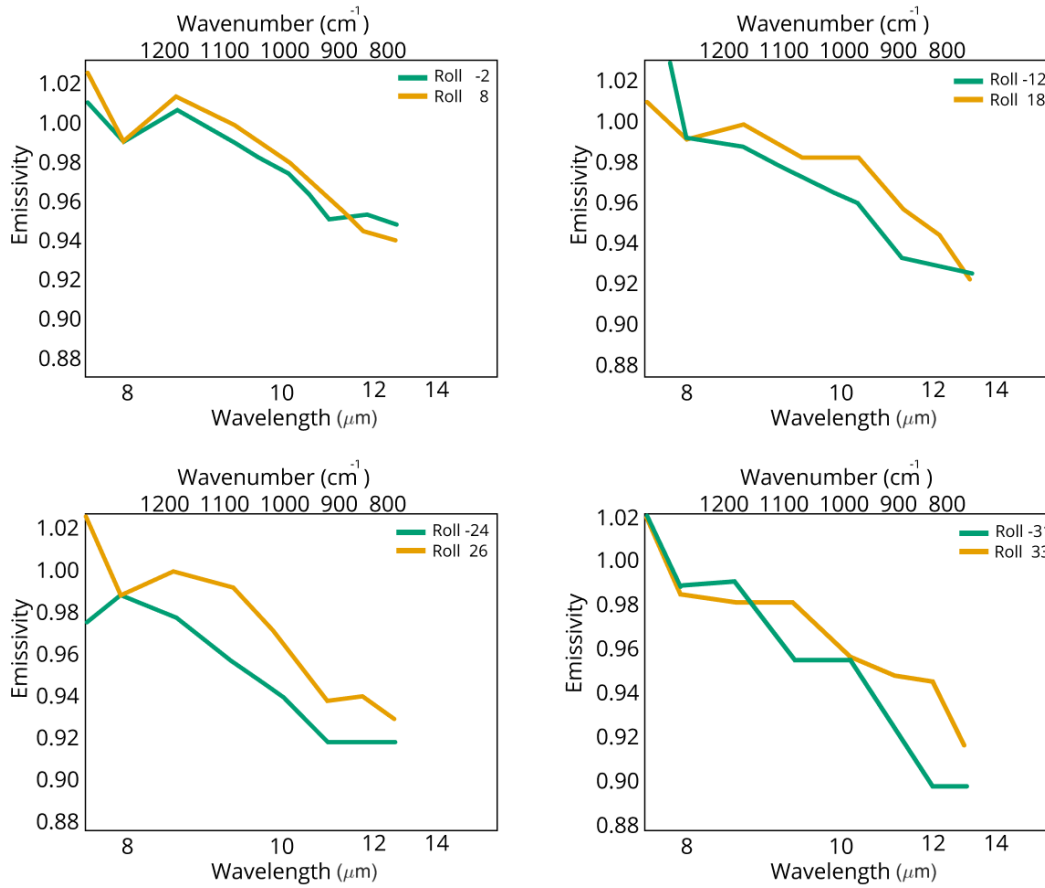 Wavenumber (cm-1)
1200 1100 1000 900 800
1.02
1.00
0.98
0.96
0.94
0.92
0.90
0.88
Emissivity
Roll -2
Roll 8
8 10 12 14
Wavelength (μm)
Wavenumber (cm-1)
1200 1100 1000 900 800
1.02
1.00
0.98
0.96
0.94
0.92
0.90
0.88
Emissivity
Roll -12
Roll 18
8 10 12 14
Wavelength (μm)
Wavenumber (cm-1)
1200 1100 1000 900 800
1.02
1.00
0.98
0.96
0.94
0.92
0.90
0.88
Emissivity
Roll -24
Roll 26
8 10 12 14
Wavelength (μm)
Wavenumber (cm-1)
1200 1100 1000 900 800
1.02
1.00
0.98
0.96
0.94
0.92
0.90
0.88
Emissivity
Roll -31
Roll 33
8 10 12 14
Wavelength (μm)